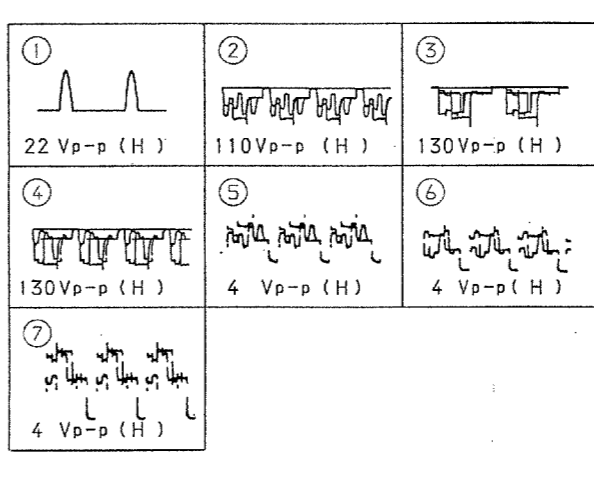 ①
22 Vp-p (H)
②
110Vp-p (H)
③
130Vp-p (H)
④
130Vp-p (H)
⑤
4 Vp-p (H)
⑥
4 Vp-p( H )
⑦
4 Vp-p (H)